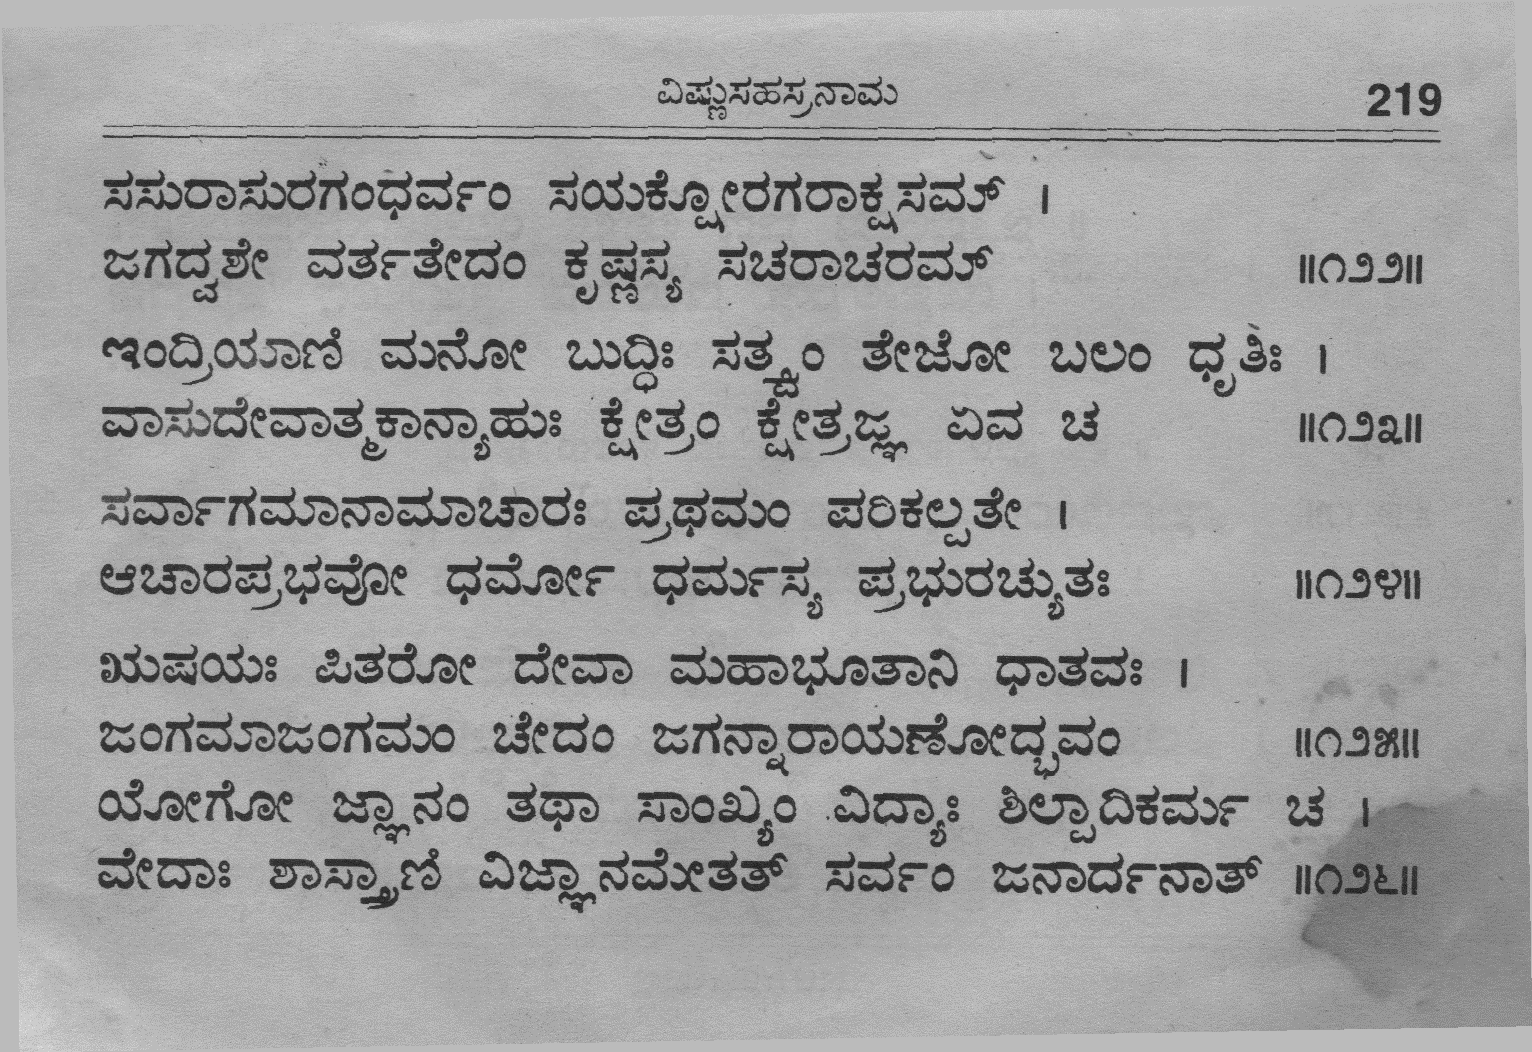 ವಿಷ್ಣುಸಹಸ್ರನಾಮ 219
ಸಸುರಾಸುರಗಂಧರ್ವಂ ಸಯಕ್ಷೋರಗರಾಕ್ಷಸಮ್ ।
ಜಗದ್ವಶೇ ವರ್ತತೇದಂ ಕೃಷ್ಣಸ್ಯ ಸಚರಾಚರಮ್ ॥೧೨೨॥
ಇಂದ್ರಿಯಾಣಿ ಮನೋ ಬುದ್ಧಿಃ ಸತ್ತ್ವಂ ತೇಜೋ ಬಲಂ ಧೃತಿಃ ।
ವಾಸುದೇವಾತ್ಮಕಾನ್ಯಾಹುಃ ಕ್ಷೇತ್ರಂ ಕ್ಷೇತ್ರಜ್ಞ ಏವ ಚ ॥೧೨೩॥
ಸರ್ವಾಗಮಾನಾಮಾಚಾರಃ ಪ್ರಥಮಂ ಪರಿಕಲ್ಪತೇ ।
ಆಚಾರಪ್ರಭವೋ ಧರ್ಮೋ ಧರ್ಮಸ್ಯ ಪ್ರಭುರಚ್ಯುತಃ ॥೧೨೪॥
ಋಷಯಃ ಪಿತರೋ ದೇವಾ ಮಹಾಭೂತಾನಿ ಧಾತವಃ ।
ಜಂಗಮಾಜಂಗಮಂ ಚೇದಂ ಜಗನ್ನಾರಾಯಣೋದ್ಭವಂ ॥೧೨೫॥
ಯೋಗೋ ಜ್ಞಾನಂ ತಥಾ ಸಾಂಖ್ಯಂ ವಿದ್ಯಾಃ ಶಿಲ್ಪಾದಿಕರ್ಮ ಚ ।
ವೇದಾಃ ಶಾಸ್ತ್ರಾಣಿ ವಿಜ್ಞಾನಮೇತತ್ ಸರ್ವಂ ಜನಾರ್ದನಾತ್ ॥೧೨೬॥